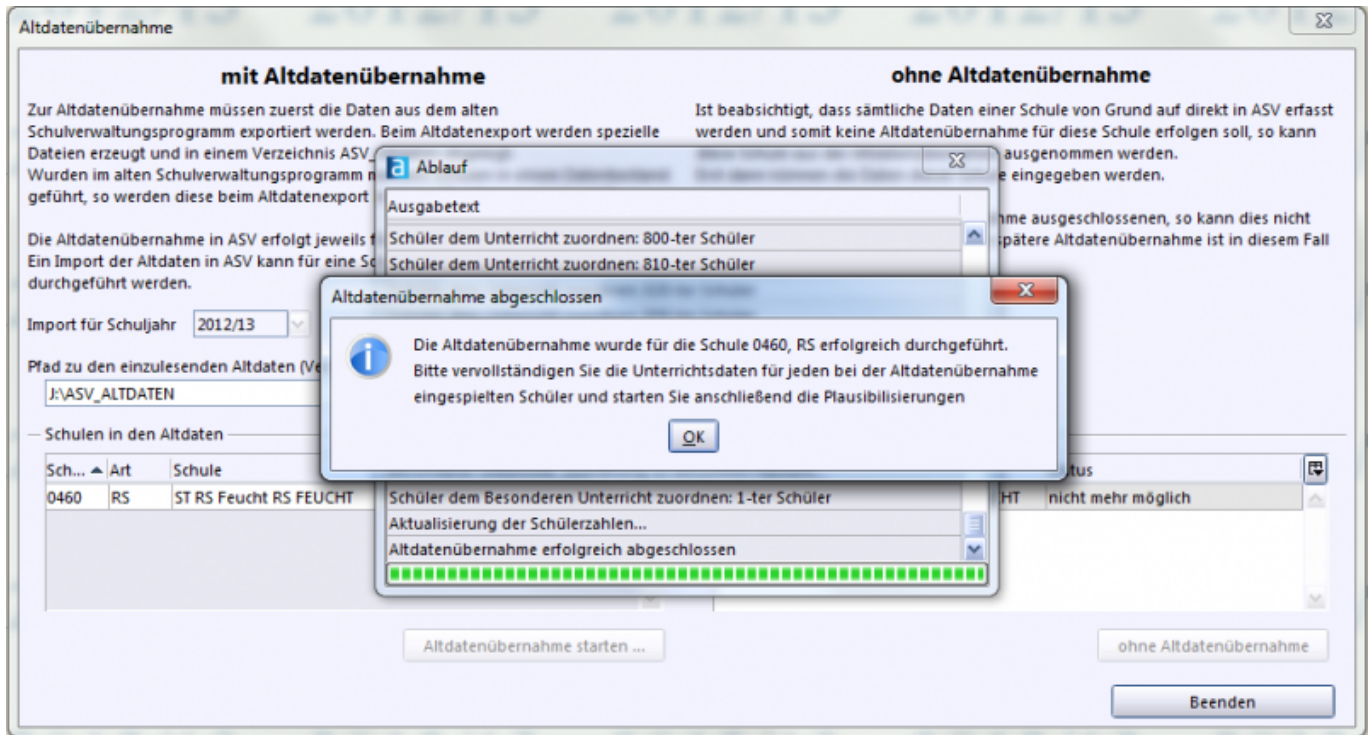 Altdatenübernahme
mit Altdatenübernahme
Zur Altdatenübernahme müssen zuerst die Daten aus dem alten
Schulverwaltungsprogramm exportiert werden. Beim Altdatenexport werden spezielle
Dateien erzeugt und in einem Verzeichnis ASV_
Wurden im alten Schulverwaltungsprogramm
geführt, so werden diese beim Altdatenexport
Die Altdatenübernahme in ASV erfolgt jeweils
Ein Import der Altdaten in ASV kann für eine
durchgeführt werden.
Import für Schuljahr 2012/13
Pfad zu den einzulesenden Altdaten
J:\ASV_ALTDATEN
Schulen in den Altdaten
Sch... Art Schule
0460 RS ST RS Feucht RS FEUCHT
Altdatenübernahme starten ...
ohne Altdatenübernahme
Ist beabsichtigt, dass sämtliche Daten einer Schule von Grund auf direkt in ASV erfasst
werden und somit keine Altdatenübernahme für diese Schule erfolgen soll, so kann
ausgenommen werden.
eingegeben werden.
ausgeschlossenen, so kann dies nicht
spätere Altdatenübernahme ist in diesem Fall
nicht mehr möglich
ohne Altdatenübernahme
Beenden
Ablauf
Ausgabetext
Schüler dem Unterricht zuordnen: 800-ter Schüler
Schüler dem Unterricht zuordnen: 810-ter Schüler
Schüler dem Besonderen Unterricht zuordnen: 1-ter Schüler
Aktualisierung der Schülerzahlen...
Altdatenübernahme erfolgreich abgeschlossen
Altdatenübernahme abgeschlossen
Die Altdatenübernahme wurde für die Schule 0460, RS erfolgreich durchgeführt.
Bitte vervollständigen Sie die Unterrichtsdaten für jeden bei der Altdatenübernahme
eingespielten Schüler und starten Sie anschließend die Plausibilisierungen
OK